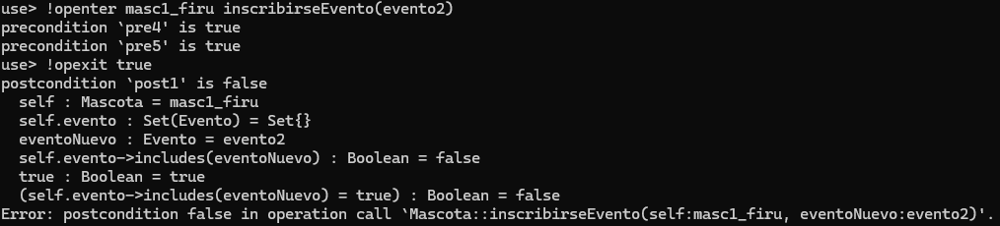 use> !openter masc1_firu inscribirseEvento(evento2)
precondition `pre4' is true
precondition `pre5' is true
use> !opexit true
postcondition `post1' is false
  self : Mascota = masc1_firu
  self.evento : Set(Evento) = Set{}
  eventoNuevo : Evento = evento2
  self.evento->includes(eventoNuevo) : Boolean = false
  true : Boolean = true
  (self.evento->includes(eventoNuevo) = true) : Boolean = false
Error: postcondition false in operation call `Mascota::inscribirseEvento(self:masc1_firu, eventoNuevo:evento2)'.